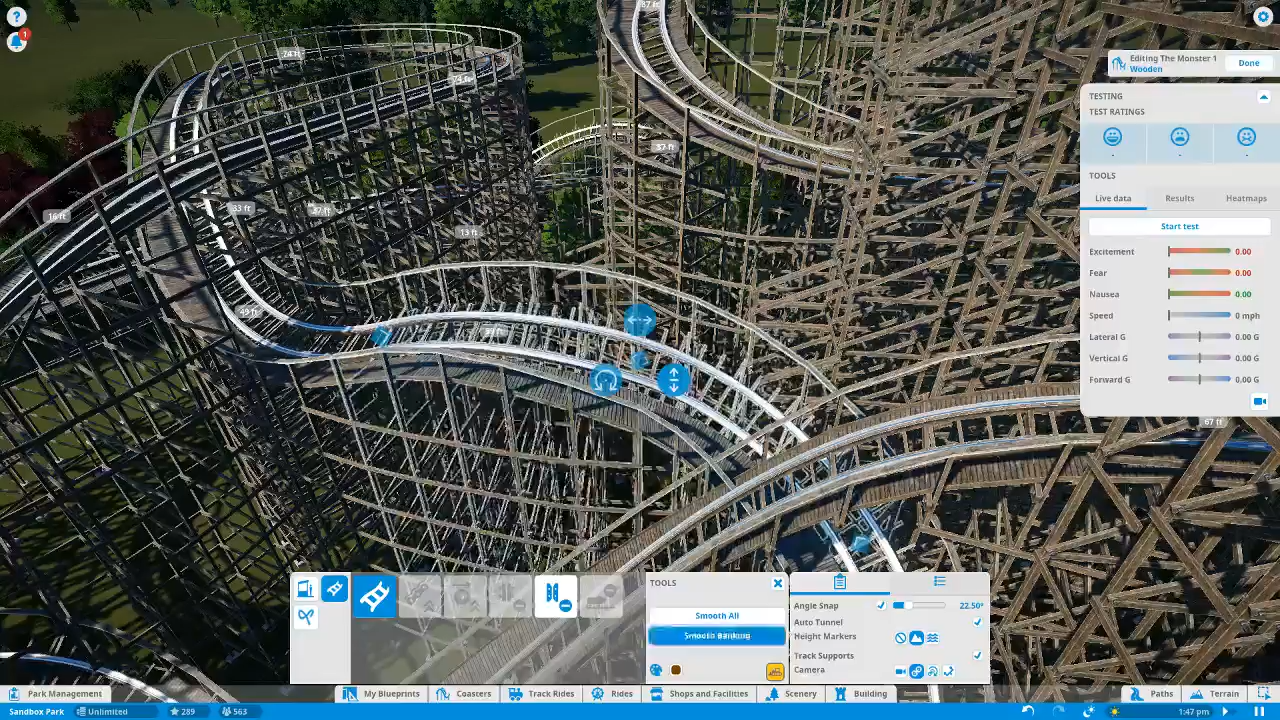 ?
1
Editing The Monster 1
Wooden
Done
TESTING
TEST RATINGS
-
-
-
TOOLS
Live data
Results
Heatmaps
Start test
Excitement
0.00
Fear
0.00
Nausea
0.00
Speed
0 mph
Lateral G
0.00 G
Vertical G
0.00 G
Forward G
0.00 G
74 ft
87 ft
37 ft
16 ft
33 ft
37 ft
13 ft
67 ft
TOOLS
Smooth All
Smooth Banking
Angle Snap
22.50°
Auto Tunnel
Height Markers
Track Supports
Camera
Park Management
My Blueprints
Coasters
Track Rides
Rides
Shops and Facilities
Scenery
Building
Paths
Terrain
Sandbox Park
Unlimited
289
563
1:47 pm